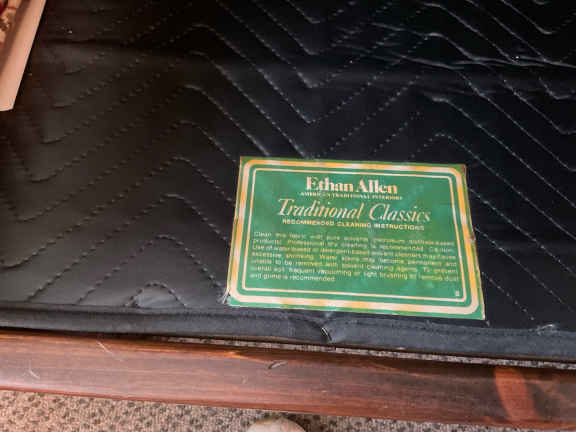 Ethan Allen
AMERICAN TRADITIONAL INTERIORS
Traditional Classics
RECOMMENDED CLEANING INSTRUCTIONS
Clean this fabric with pure solvents (petroleum distillate-based
products). Professional dry cleaning is recommended. Caution:
Use of water-based or detergent-based solvent cleaners may cause
excessive shrinking. Water stains may become permanent and
unable to be removed with solvent cleaning agents. To prevent
overall soil, frequent vacuuming or light brushing to remove dust
and grime is recommended.
S